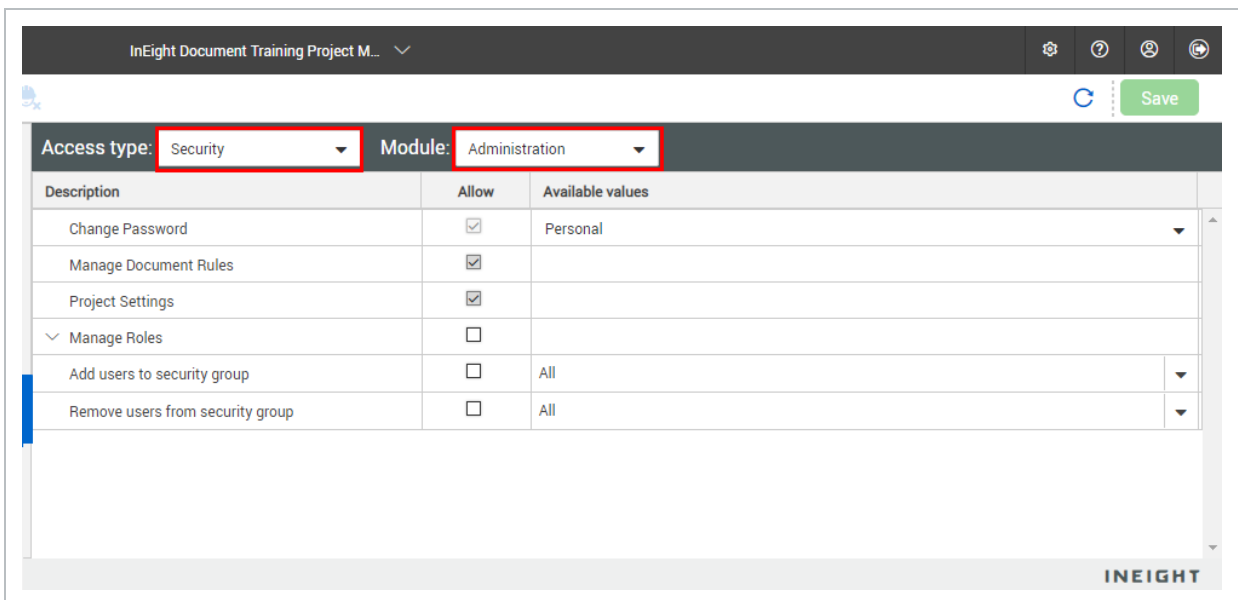 InEight Document Training Project M...
Save
Access type: Security Module: Administration
Description Allow Available values
Change Password Personal
Manage Document Rules
Project Settings
Manage Roles
Add users to security group All
Remove users from security group All
INEIGHT